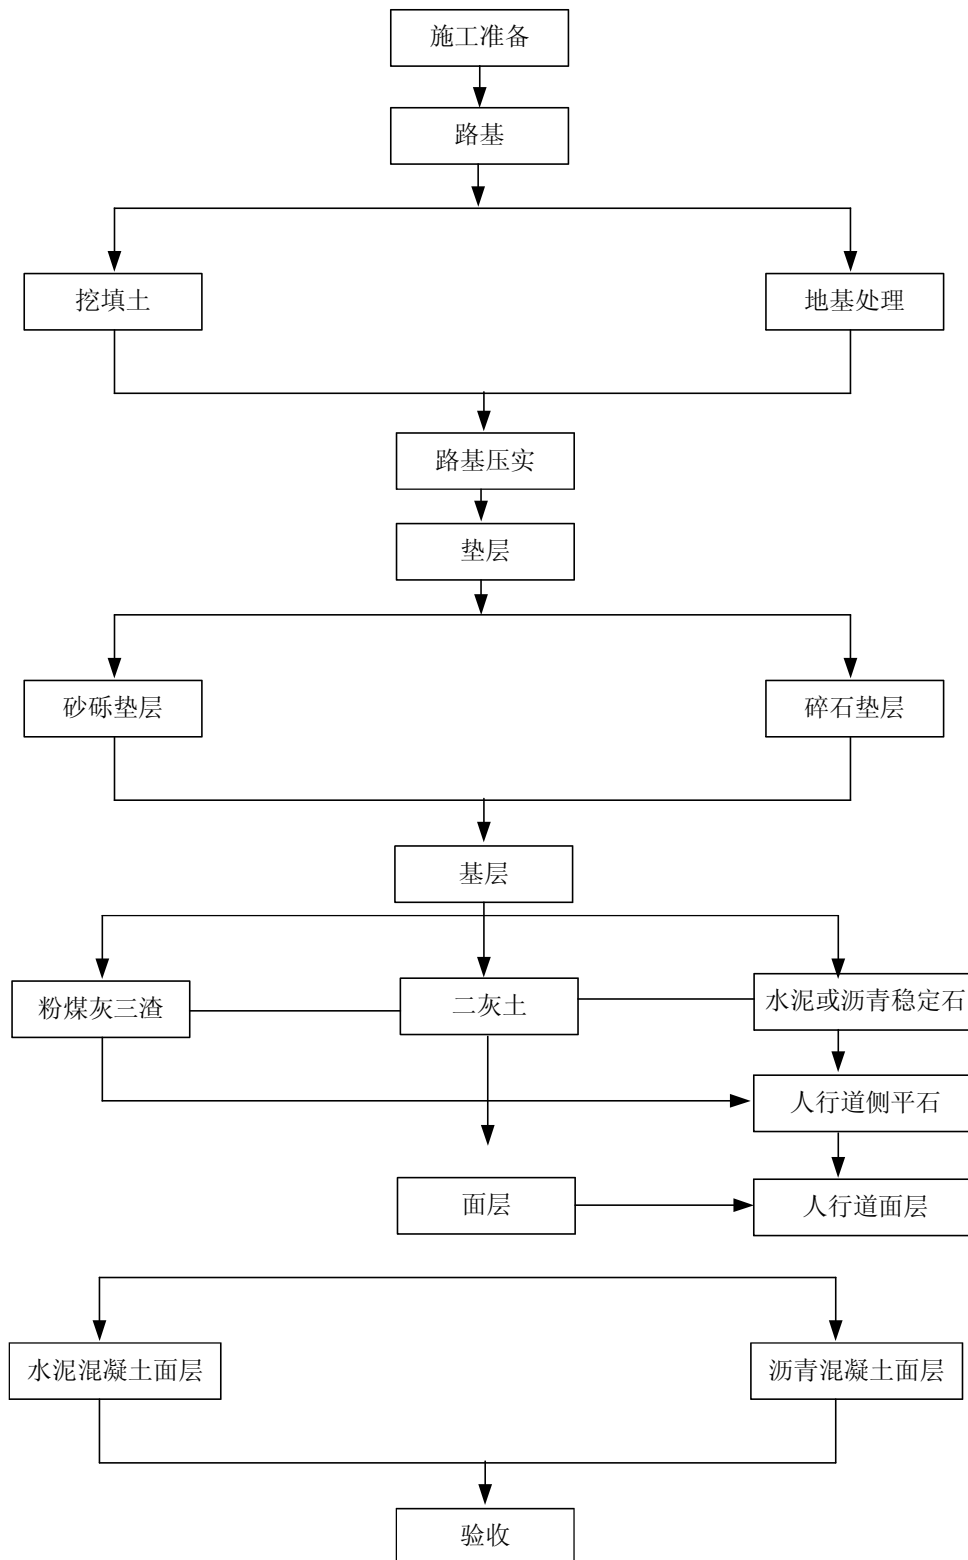 施工准备
路基
挖填土
地基处理
路基压实
垫层
砂砾垫层
碎石垫层
基层
粉煤灰三渣
二灰土
水泥或沥青稳定石
人行道侧平石
面层
人行道面层
水泥混凝土面层
沥青混凝土面层
验收